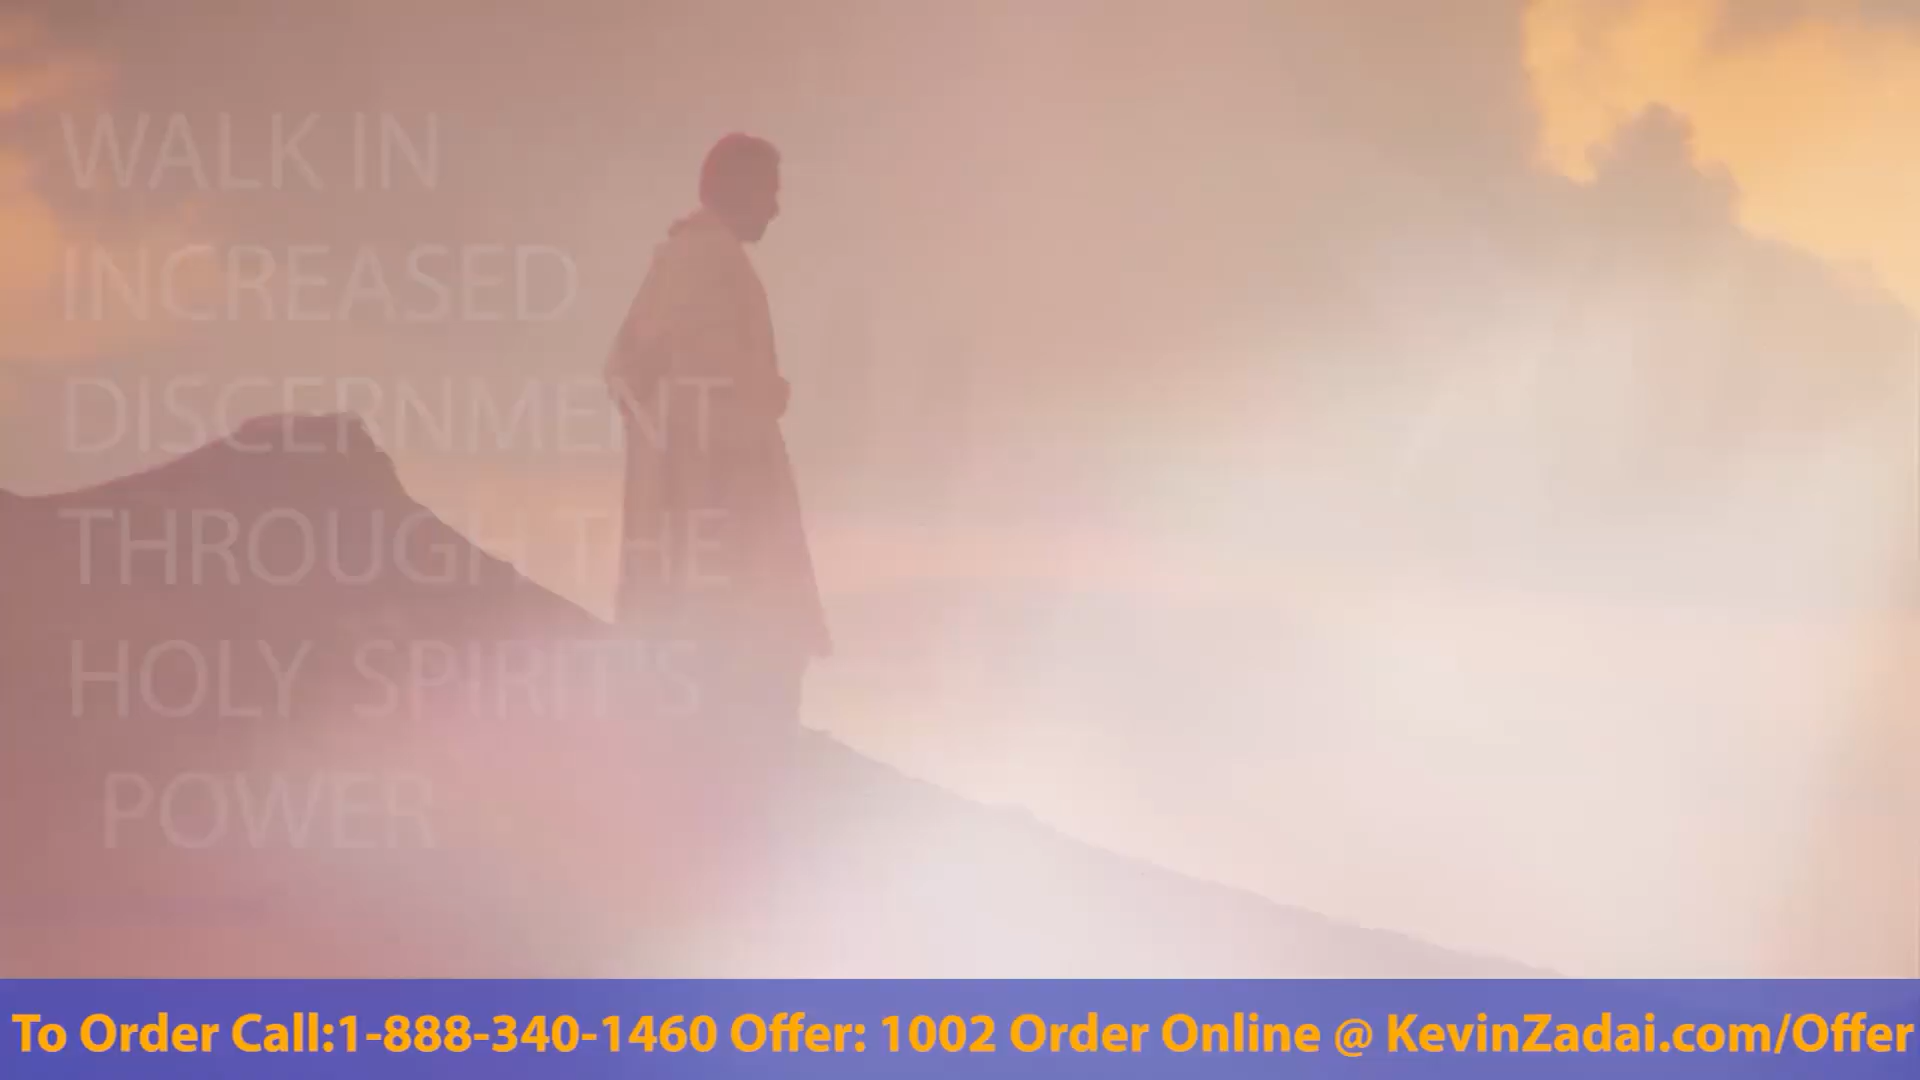 WALK IN
INCREASED
DISCERNMENT
THROUGH THE
HOLY SPIRIT'S
POWER
To Order Call:1-888-340-1460 Offer: 1002 Order Online @ KevinZadai.com/Offer